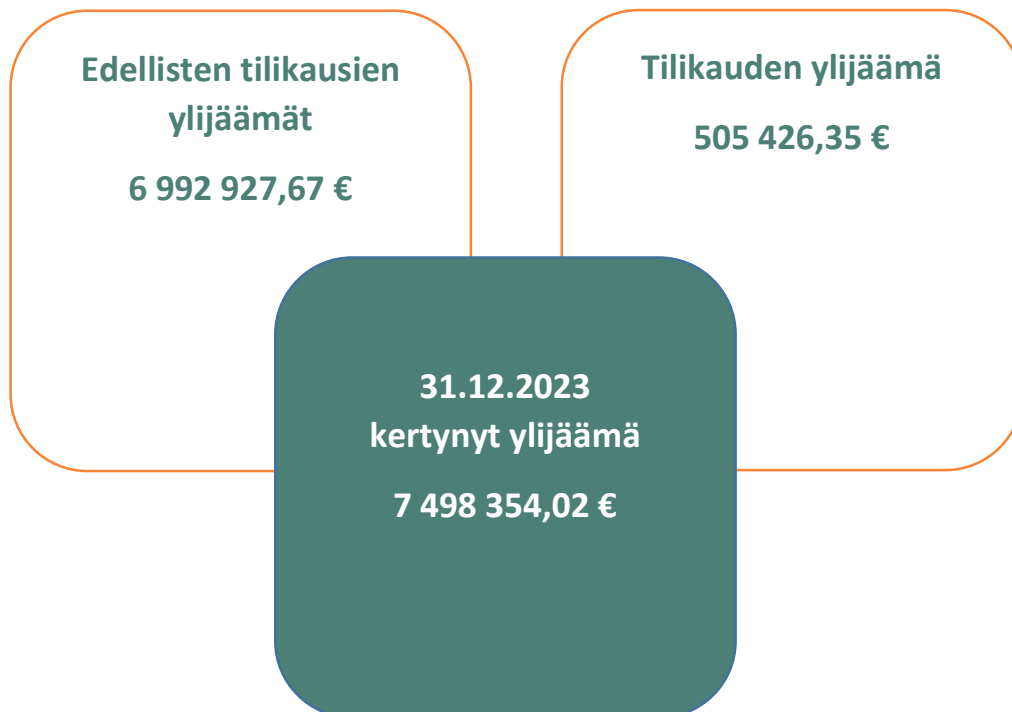 Edellisten tilikausien
ylijäämät
6 992 927,67 €
Tilikauden ylijäämä
505 426,35 €
31.12.2023
kertynyt ylijäämä
7 498 354,02 €